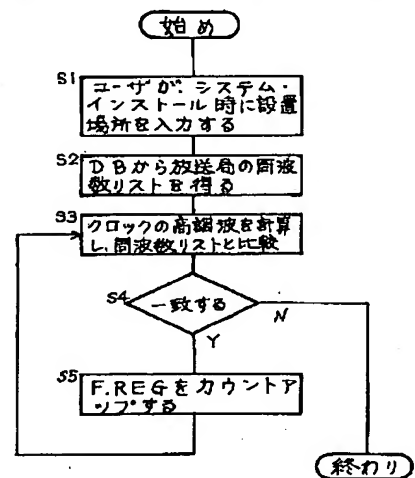 始め
S1
ユーザが、システム・
インストール時に設置
場所を入力する
S2
DBから放送局の周波
数リストを得る
S3
クロックの高調波を計算
し、周波数リストと比較
S4
一致する
N
Y
S5
F.REGをカウントア
ップする
終わり